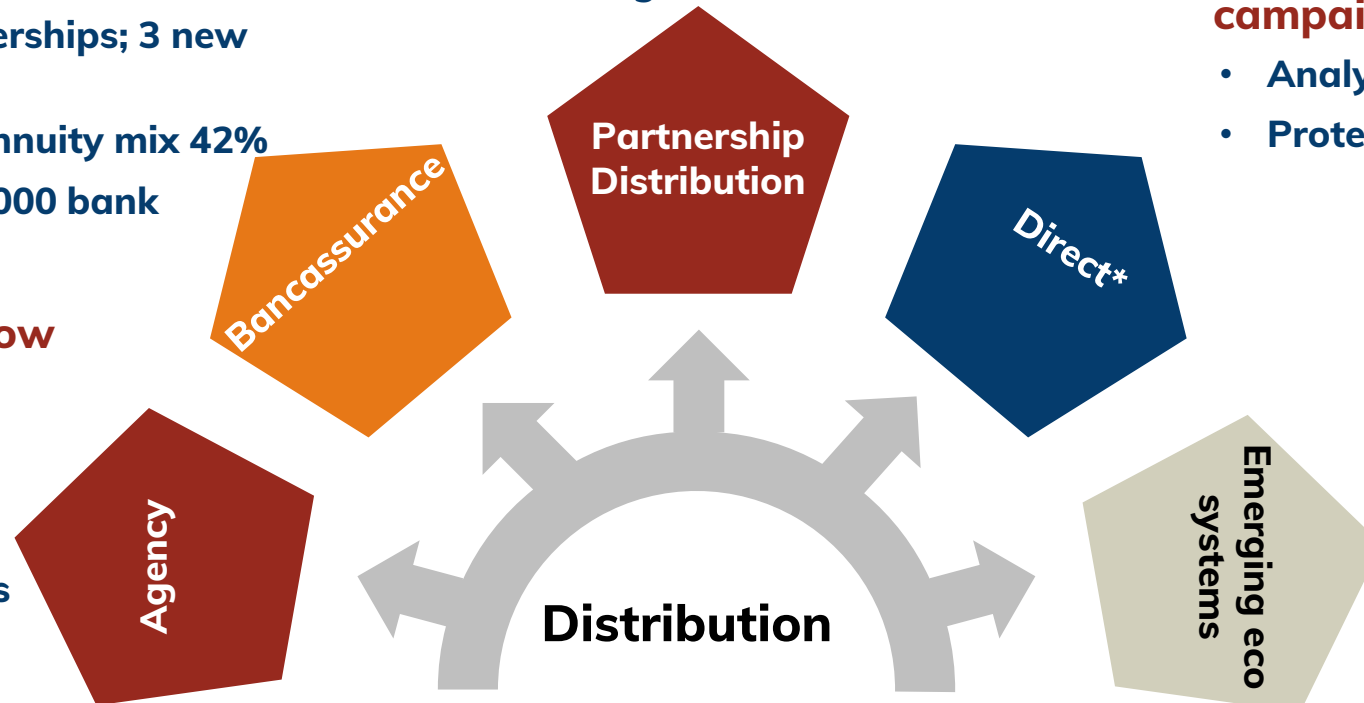 erships; 3 new
nnuity mix 42%
000 bank
ow
s
campai
• Analy
• Prote
Partnership
Distribution
Bancassurance
Direct*
Agency
Emerging eco
systems
Distribution